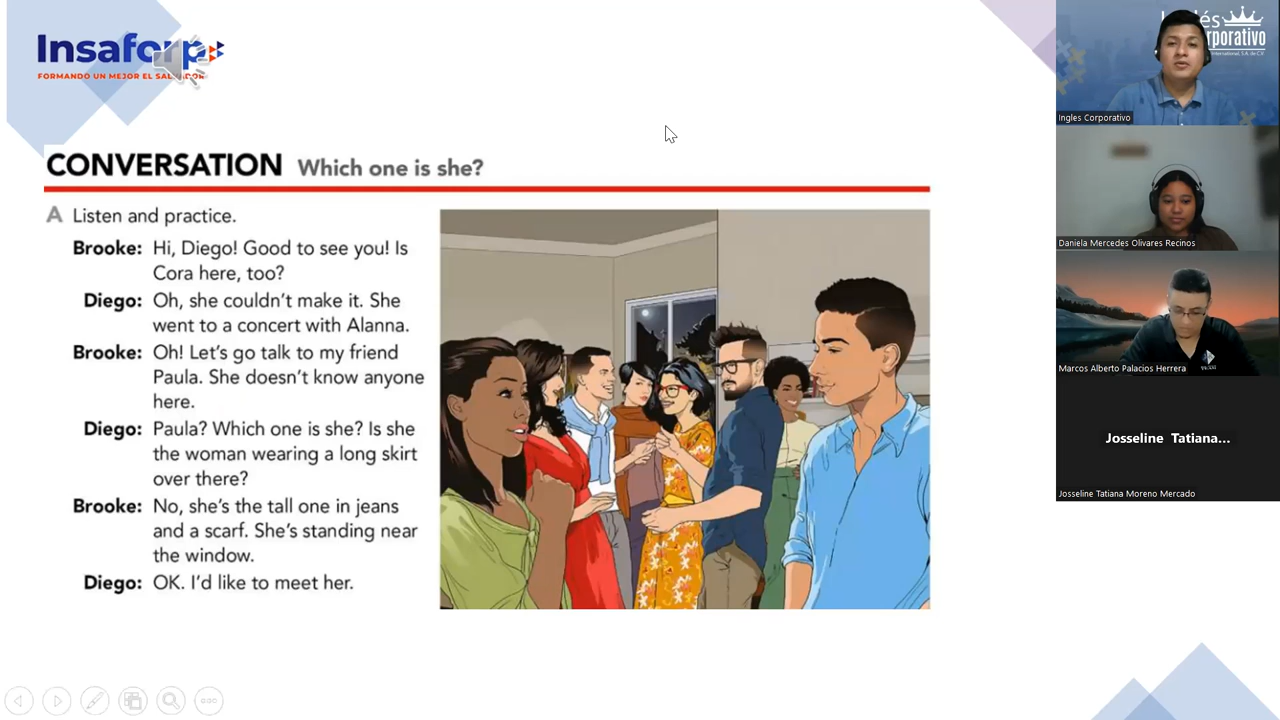 Insaforp
FORMANDO UN MEJOR EL SALVADOR
CONVERSATION Which one is she?
A Listen and practice.
Brooke: Hi, Diego! Good to see you! Is
Cora here, too?
Diego: Oh, she couldn't make it. She
went to a concert with Alanna.
Brooke: Oh! Let's go talk to my friend
Paula. She doesn't know anyone
here.
Diego: Paula? Which one is she? Is she
the woman wearing a long skirt
over there?
Brooke: No, she's the tall one in jeans
and a scarf. She's standing near
the window.
Diego: OK. I'd like to meet her.
Ingles Corporativo
Daniela Mercedes Olivares Recinos
Marcos Alberto Palacios Herrera
Josseline Tatiana...
Josseline Tatiana Moreno Mercado